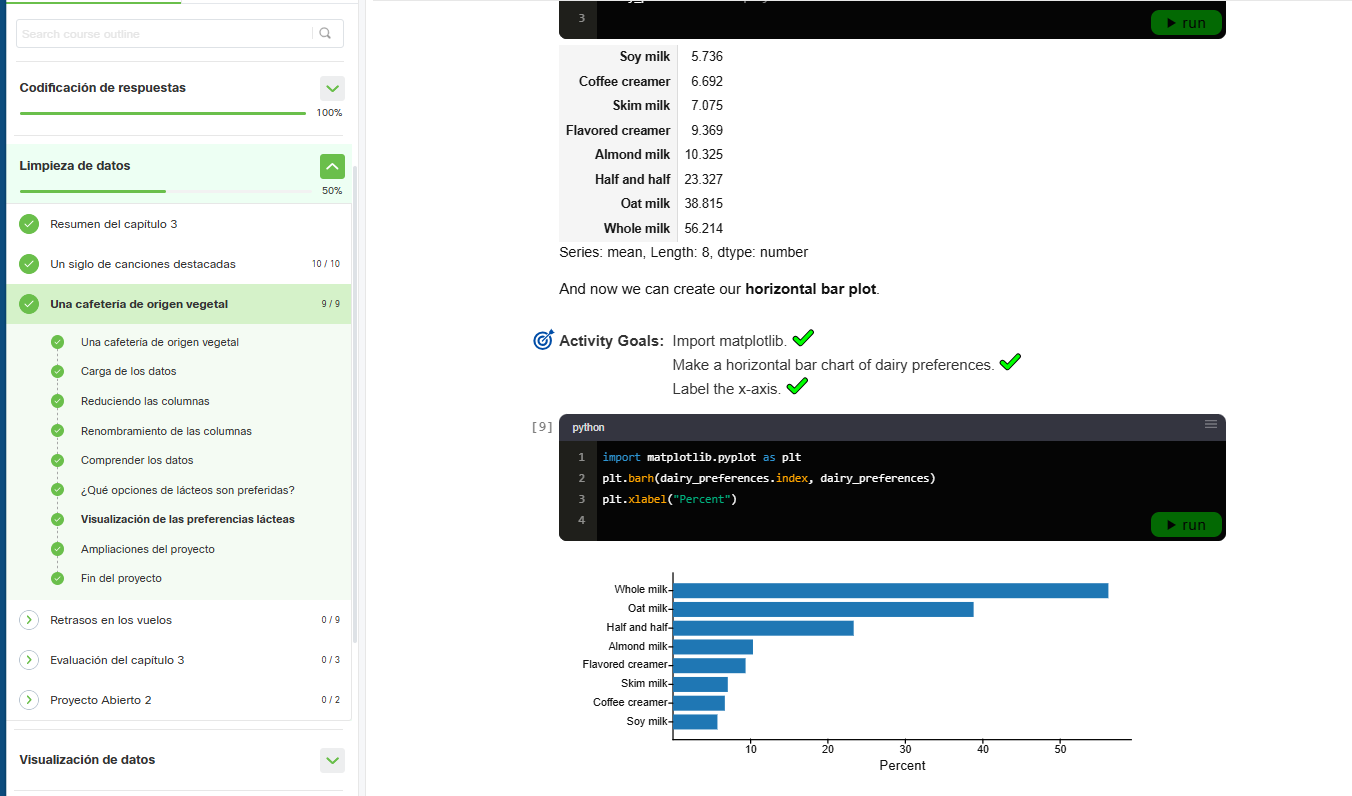 Search course outline
Codificación de respuestas
100%
Limpieza de datos
50%
Resumen del capítulo 3
Un siglo de canciones destacadas 10 / 10
Una cafetería de origen vegetal 9 / 9
Una cafetería de origen vegetal
Carga de los datos
Reduciendo las columnas
Renombramiento de las columnas
Comprender los datos
¿Qué opciones de lácteos son preferidas?
Visualización de las preferencias lácteas
Ampliaciones del proyecto
Fin del proyecto
Retrasos en los vuelos 0 / 9
Evaluación del capítulo 3 0 / 3
Proyecto Abierto 2 0 / 2
Visualización de datos
3
run
Soy milk 5.736
Coffee creamer 6.692
Skim milk 7.075
Flavored creamer 9.369
Almond milk 10.325
Half and half 23.327
Oat milk 38.815
Whole milk 56.214
Series: mean, Length: 8, dtype: number
And now we can create our horizontal bar plot.
Activity Goals: Import matplotlib.
Make a horizontal bar chart of dairy preferences.
Label the x-axis.
[9] python
1 import matplotlib.pyplot as plt
2 plt.barh(dairy_preferences.index, dairy_preferences)
3 plt.xlabel("Percent")
4
run
Whole milk
Oat milk
Half and half
Almond milk
Flavored creamer
Skim milk
Coffee creamer
Soy milk
10 20 30 40 50
Percent